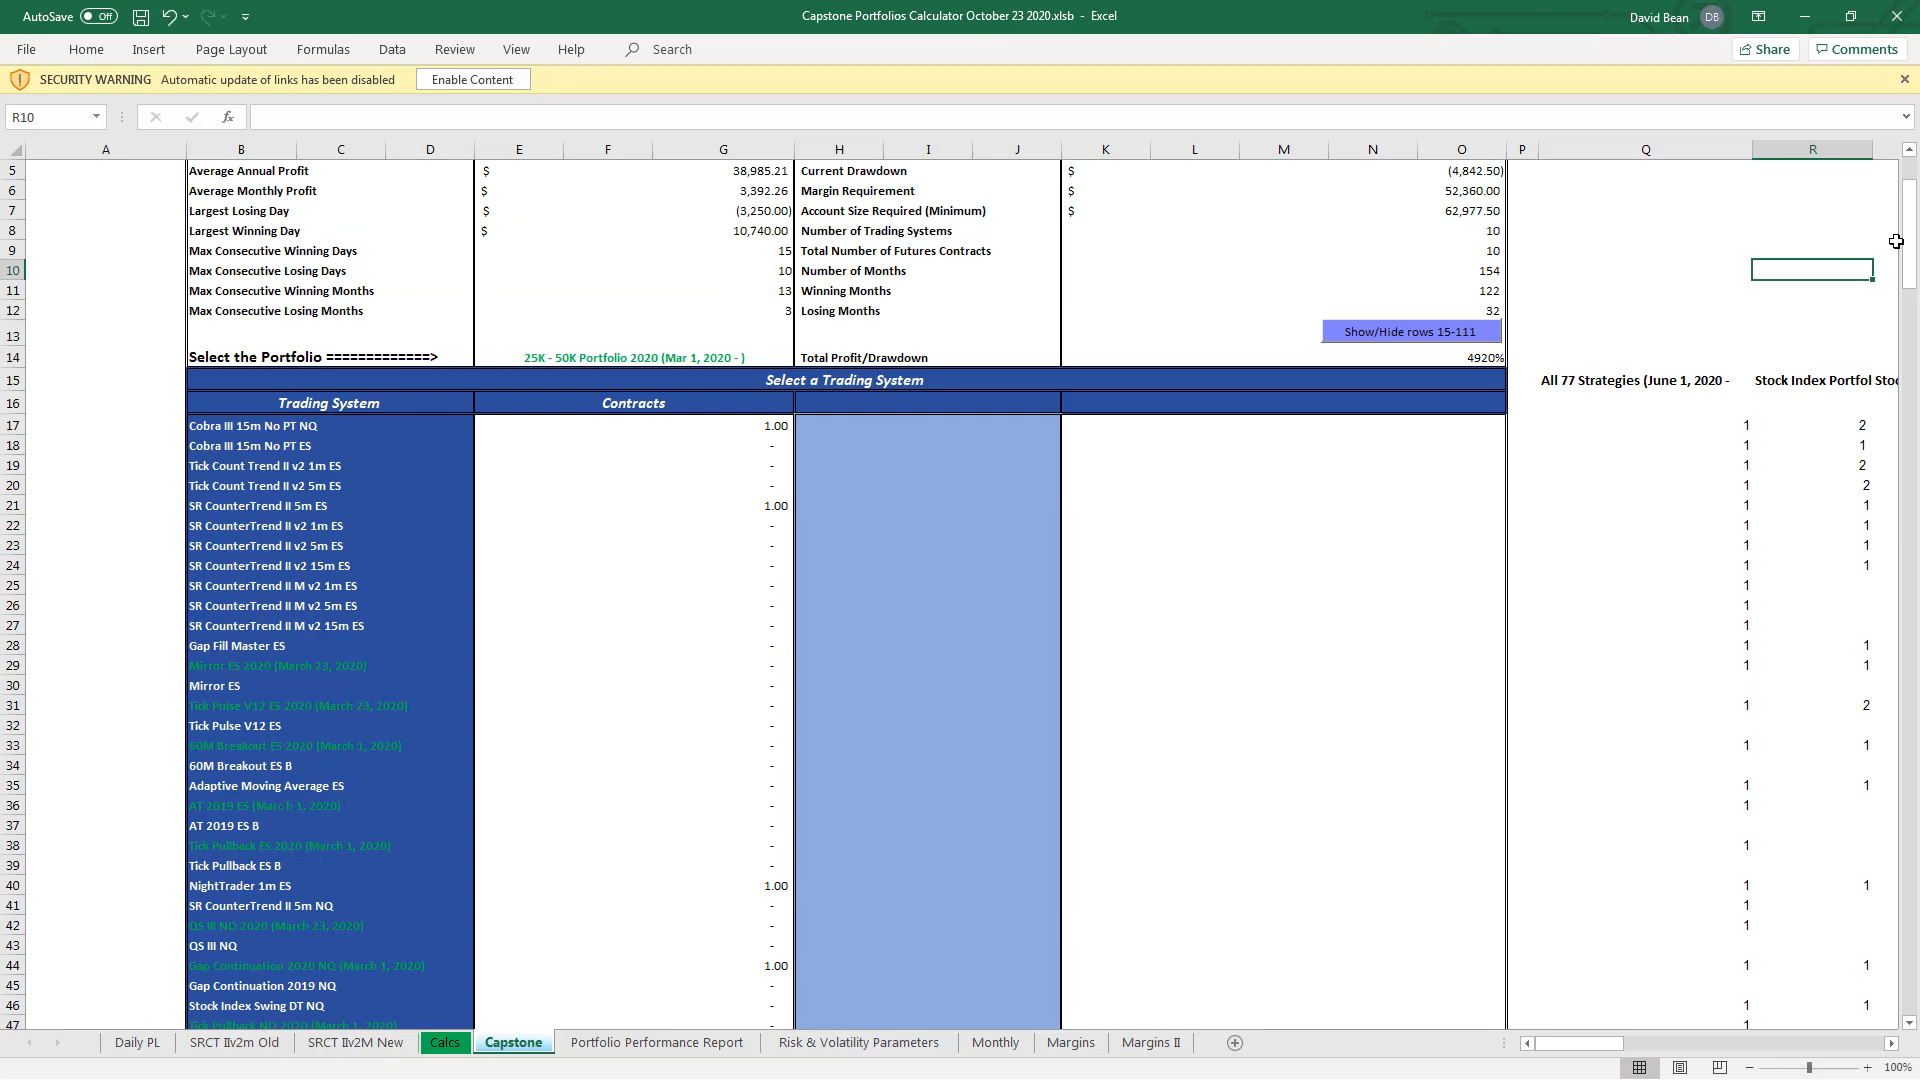 AutoSave Off Capstone Portfolios Calculator October 23 2020.xlsb - Excel David Bean DB
File Home Insert Page Layout Formulas Data Review View Help Search Share Comments
SECURITY WARNING Automatic update of links has been disabled Enable Content
R10 fx
A B C D E F G H I J K L M N O P Q R
5 Average Annual Profit $ 38,985.21 Current Drawdown $ (4,842.50)
6 Average Monthly Profit $ 3,392.26 Margin Requirement $ 52,360.00
7 Largest Losing Day $ (3,250.00) Account Size Required (Minimum) $ 62,977.50
8 Largest Winning Day $ 10,740.00 Number of Trading Systems 10
9 Max Consecutive Winning Days 15 Total Number of Futures Contracts 10
10 Max Consecutive Losing Days 10 Number of Months 154
11 Max Consecutive Winning Months 13 Winning Months 122
12 Max Consecutive Losing Months 3 Losing Months 32
13 Show/Hide rows 15-111
14 Select the Portfolio =============> 25K - 50K Portfolio 2020 (Mar 1, 2020 - ) Total Profit/Drawdown 4920%
15 Select a Trading System All 77 Strategies (June 1, 2020 - Stock Index Portfol Stoc
16 Trading System Contracts
17 Cobra III 15m No PT NQ 1.00 1 2
18 Cobra III 15m No PT ES - 1 1
19 Tick Count Trend II v2 1m ES - 1 2
20 Tick Count Trend II v2 5m ES - 1 2
21 SR CounterTrend II 5m ES 1.00 1 1
22 SR CounterTrend II v2 1m ES - 1 1
23 SR CounterTrend II v2 5m ES - 1 1
24 SR CounterTrend II v2 15m ES - 1 1
25 SR CounterTrend II M v2 1m ES - 1
26 SR CounterTrend II M v2 5m ES - 1
27 SR CounterTrend II M v2 15m ES - 1
28 Gap Fill Master ES - 1 1
29 Mirror ES 2020 (March 23, 2020) - 1 1
30 Mirror ES -
31 Tick Pulse V12 ES 2020 (March 23, 2020) - 1 2
32 Tick Pulse V12 ES -
33 60M Breakout ES 2020 (March 1, 2020) - 1 1
34 60M Breakout ES B -
35 Adaptive Moving Average ES - 1 1
36 AT 2019 ES (Marc h 1, 2020) - 1
37 AT 2019 ES B -
38 Tick Pullback ES 2020 (March 1, 2020) - 1
39 Tick Pullback ES B -
40 NightTrader 1m ES 1.00 1 1
41 SR CounterTrend II 5m NQ - 1
42 QS III NQ 2020 (March 23, 2020) - 1
43 QS III NQ -
44 Gap Continuation 2020 NQ (March 1, 2020) 1.00 1 1
45 Gap Continuation 2019 NQ -
46 Stock Index Swing DT NQ - 1 1
47 Tick Pullback NQ 2020 (March 1, 2020) - 1
Daily PL SRCT IIv2m Old SRCT IIv2M New Calcs Capstone Portfolio Performance Report Risk & Volatility Parameters Monthly Margins Margins II
100%